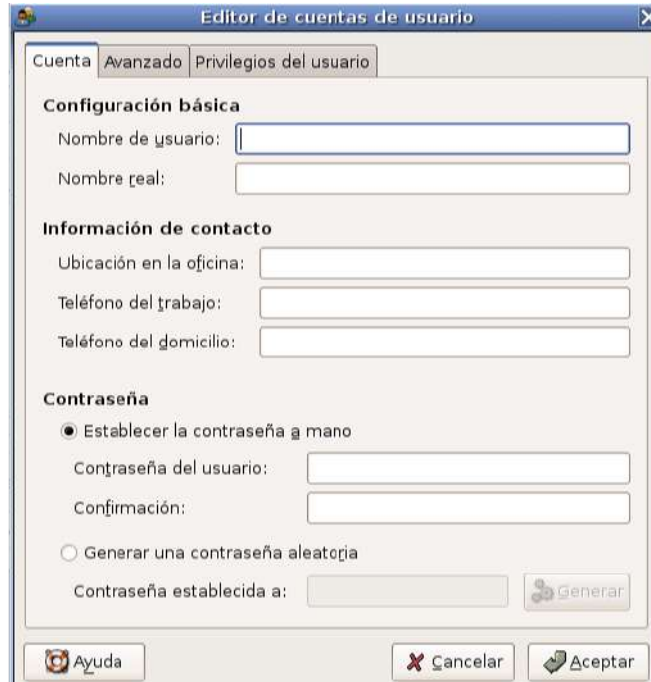 Editor de cuentas de usuario
Cuenta Avanzado Privilegios del usuario
Configuración básica
Nombre de usuario:
Nombre real:
Información de contacto
Ubicación en la oficina:
Teléfono del trabajo:
Teléfono del domicilio:
Contraseña
Establecer la contraseña a mano
Contraseña del usuario:
Confirmación:
Generar una contraseña aleatoria
Contraseña establecida a: Generar
Ayuda Cancelar Aceptar